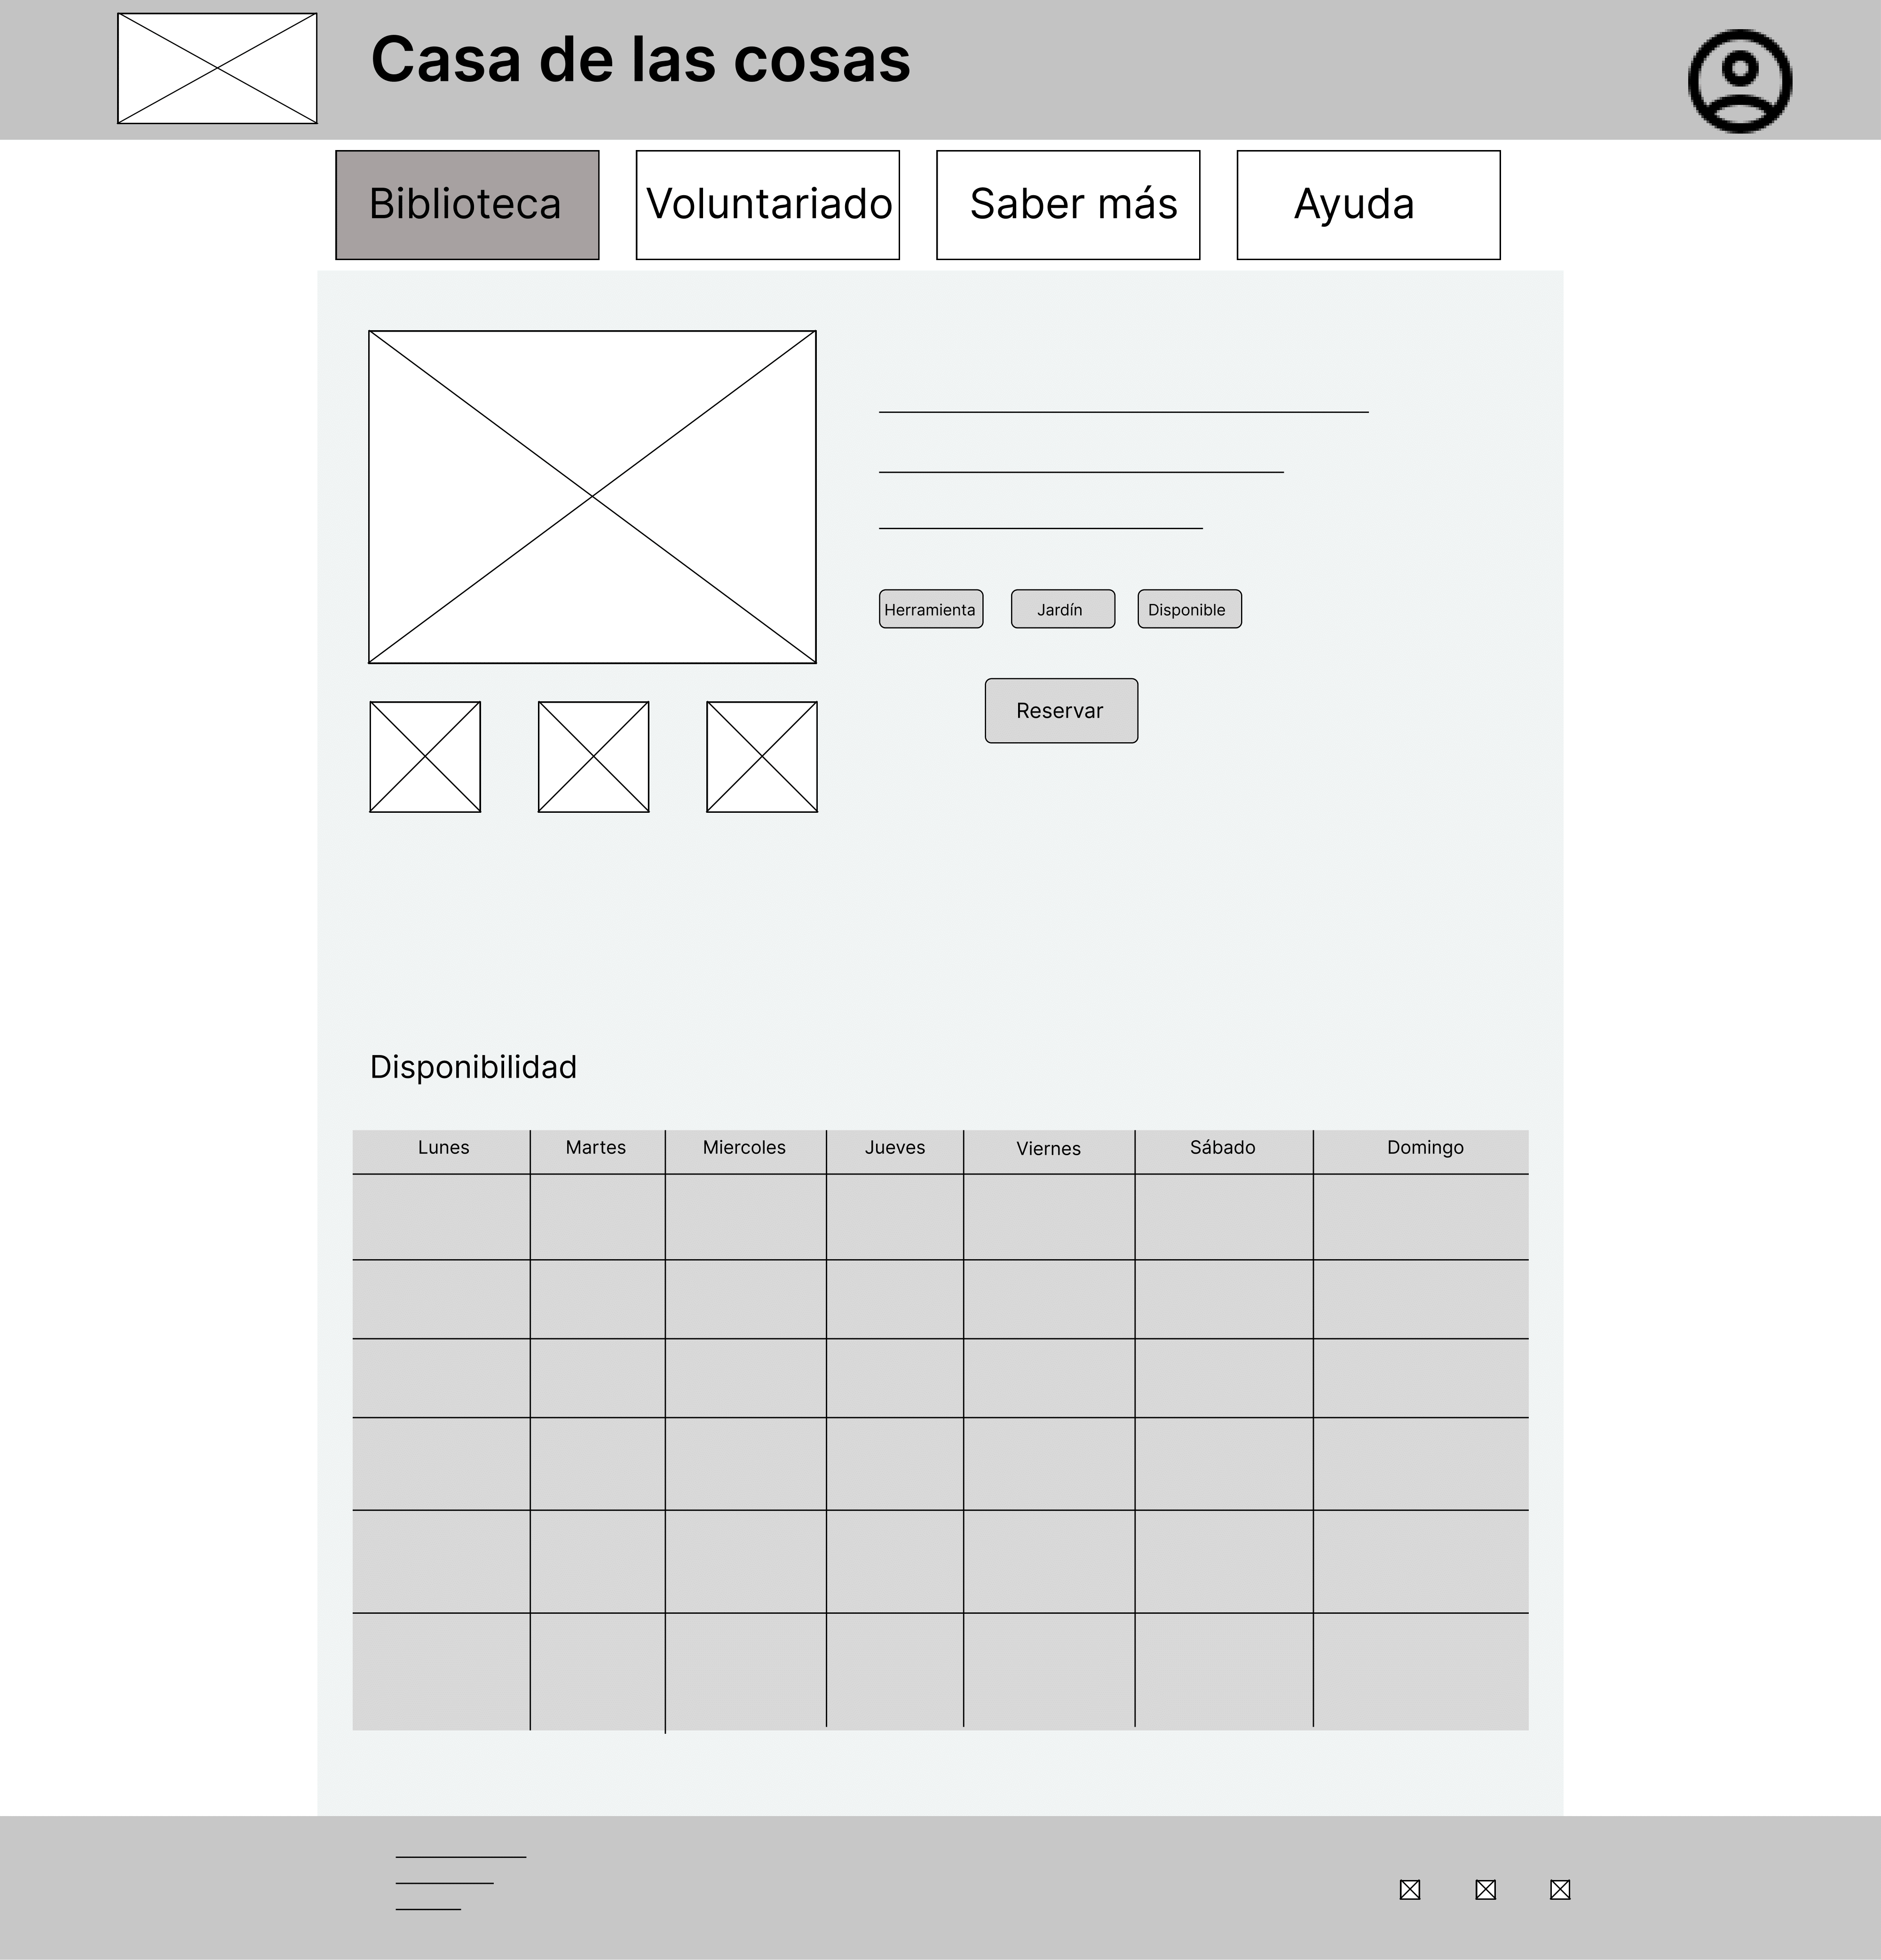 Casa de las cosas
Biblioteca Voluntariado Saber más Ayuda
Herramienta Jardín Disponible
Reservar
Disponibilidad
Lunes Martes Miercoles Jueves Viernes Sábado Domingo